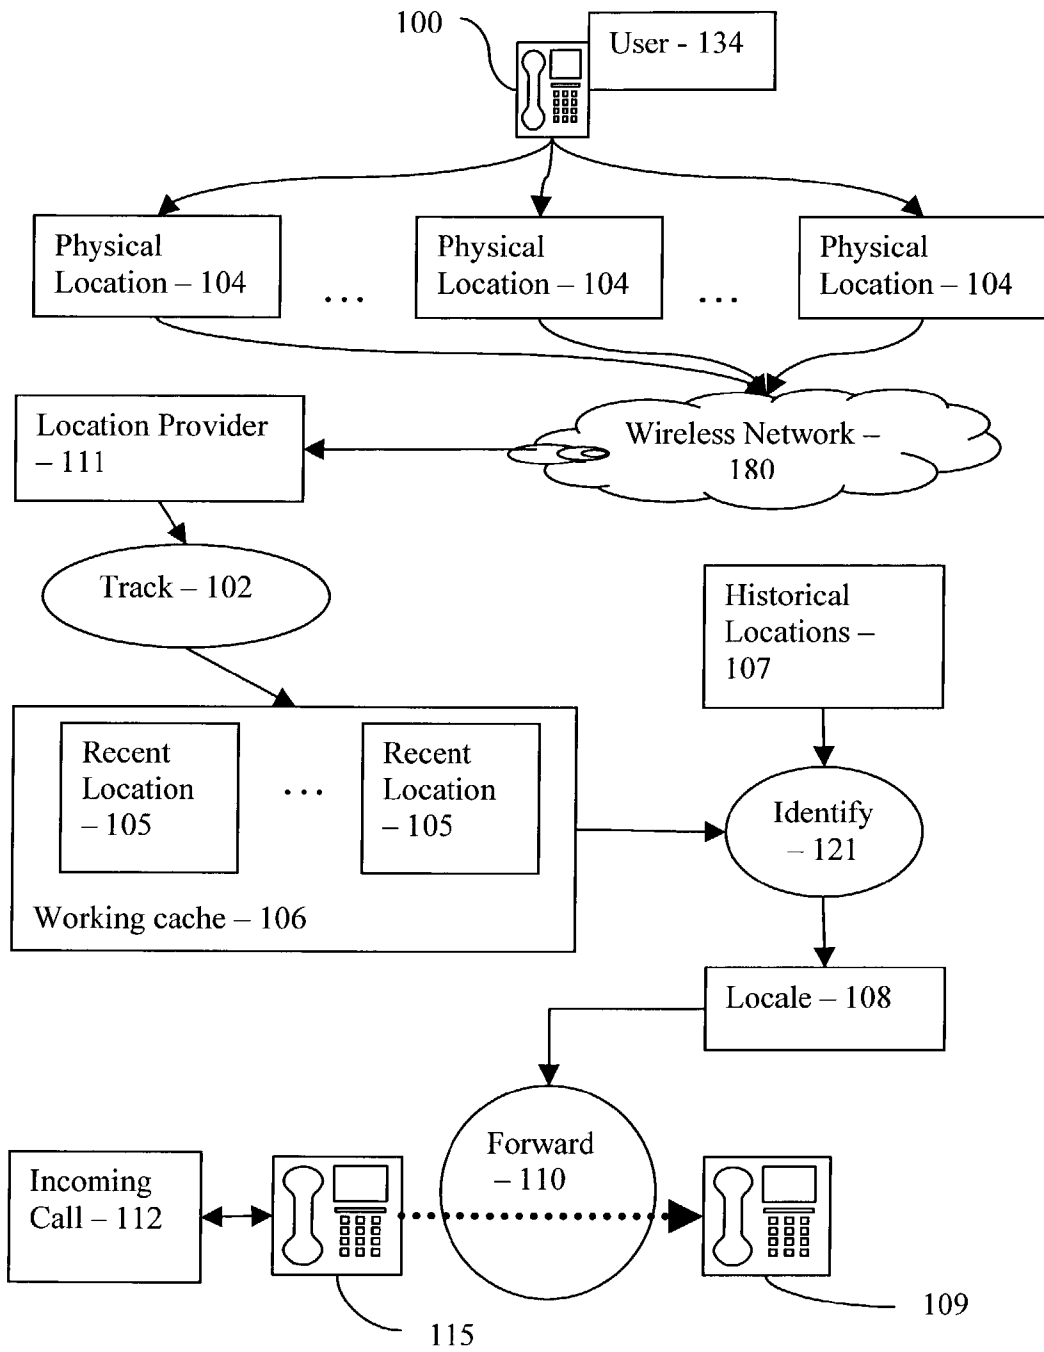 100
User - 134
Physical
Location – 104
Physical
Location – 104
Physical
Location – 104
...
...
Location Provider
– 111
Wireless Network –
180
Track – 102
Historical
Locations –
107
Recent
Location
– 105
...
Recent
Location
– 105
Working cache – 106
Identify
– 121
Locale – 108
Forward
– 110
Incoming
Call – 112
115
109